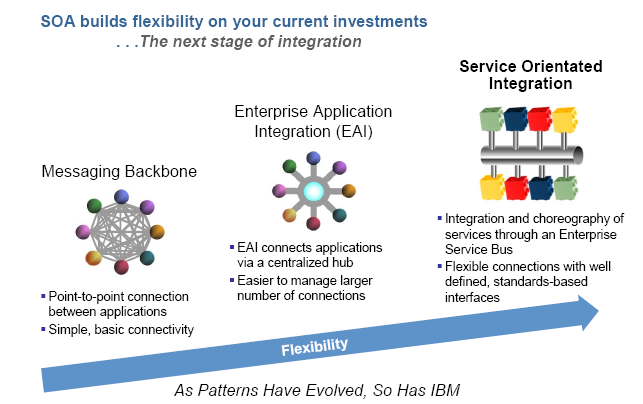 SOA builds flexibility on your current investments
. . .The next stage of integration
Service Orientated
Integration
Enterprise Application
Integration (EAI)
Messaging Backbone
▪ Point-to-point connection
between applications
▪ Simple, basic connectivity
▪ EAI connects applications
via a centralized hub
▪ Easier to manage larger
number of connections
▪ Integration and choreography of
services through an Enterprise
Service Bus
▪ Flexible connections with well
defined, standards-based
interfaces
Flexibility
As Patterns Have Evolved, So Has IBM